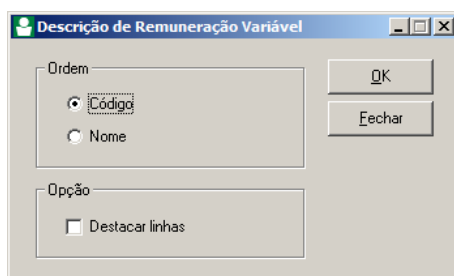 Descrição de Remuneração Variável
Ordem
Código
Nome
OK
Fechar
Opção
Destacar linhas